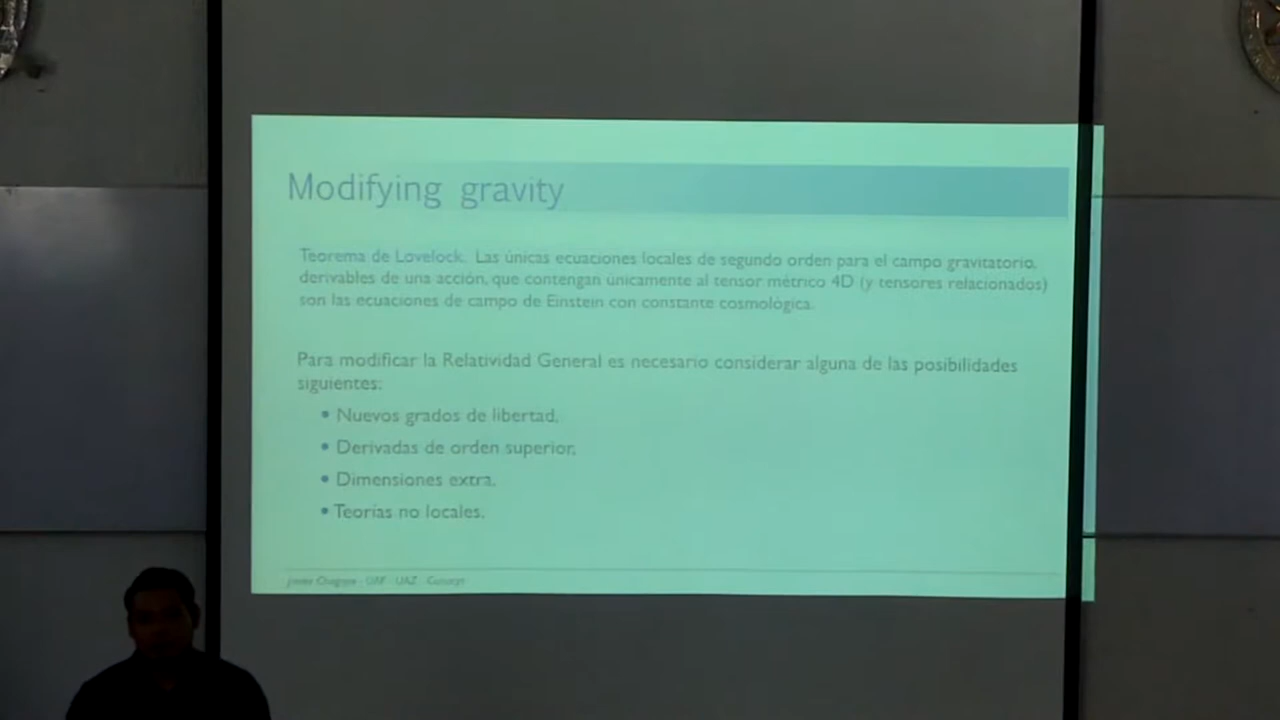 Modifying gravity
Teorema de Lovelock. Las únicas ecuaciones locales de segundo orden para el campo gravitatorio,
derivables de una acción, que contengan únicamente al tensor métrico 4D (y tensores relacionados)
son las ecuaciones de campo de Einstein con constante cosmológica.
Para modificar la Relatividad General es necesario considerar alguna de las posibilidades
siguientes:
• Nuevos grados de libertad.
• Derivadas de orden superior.
• Dimensiones extra.
• Teorías no locales.
UAF - UAZ - Conacyt